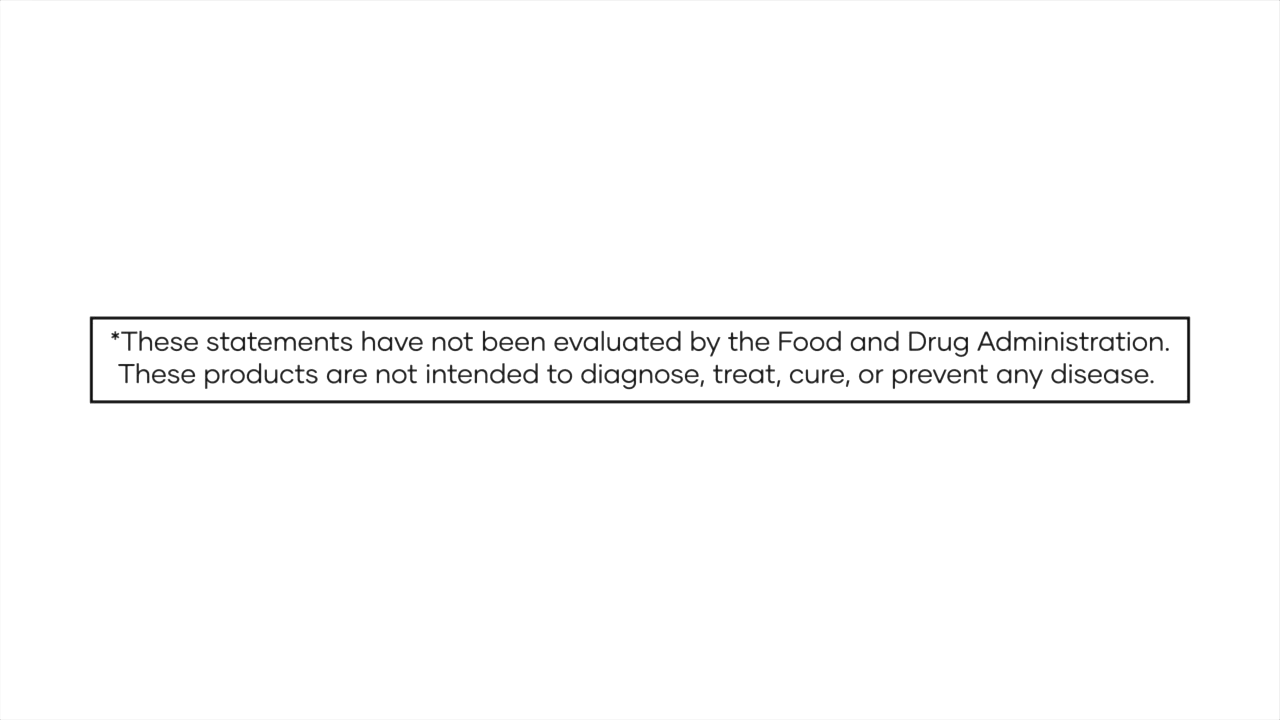 *These statements have not been evaluated by the Food and Drug Administration.
These products are not intended to diagnose, treat, cure, or prevent any disease.